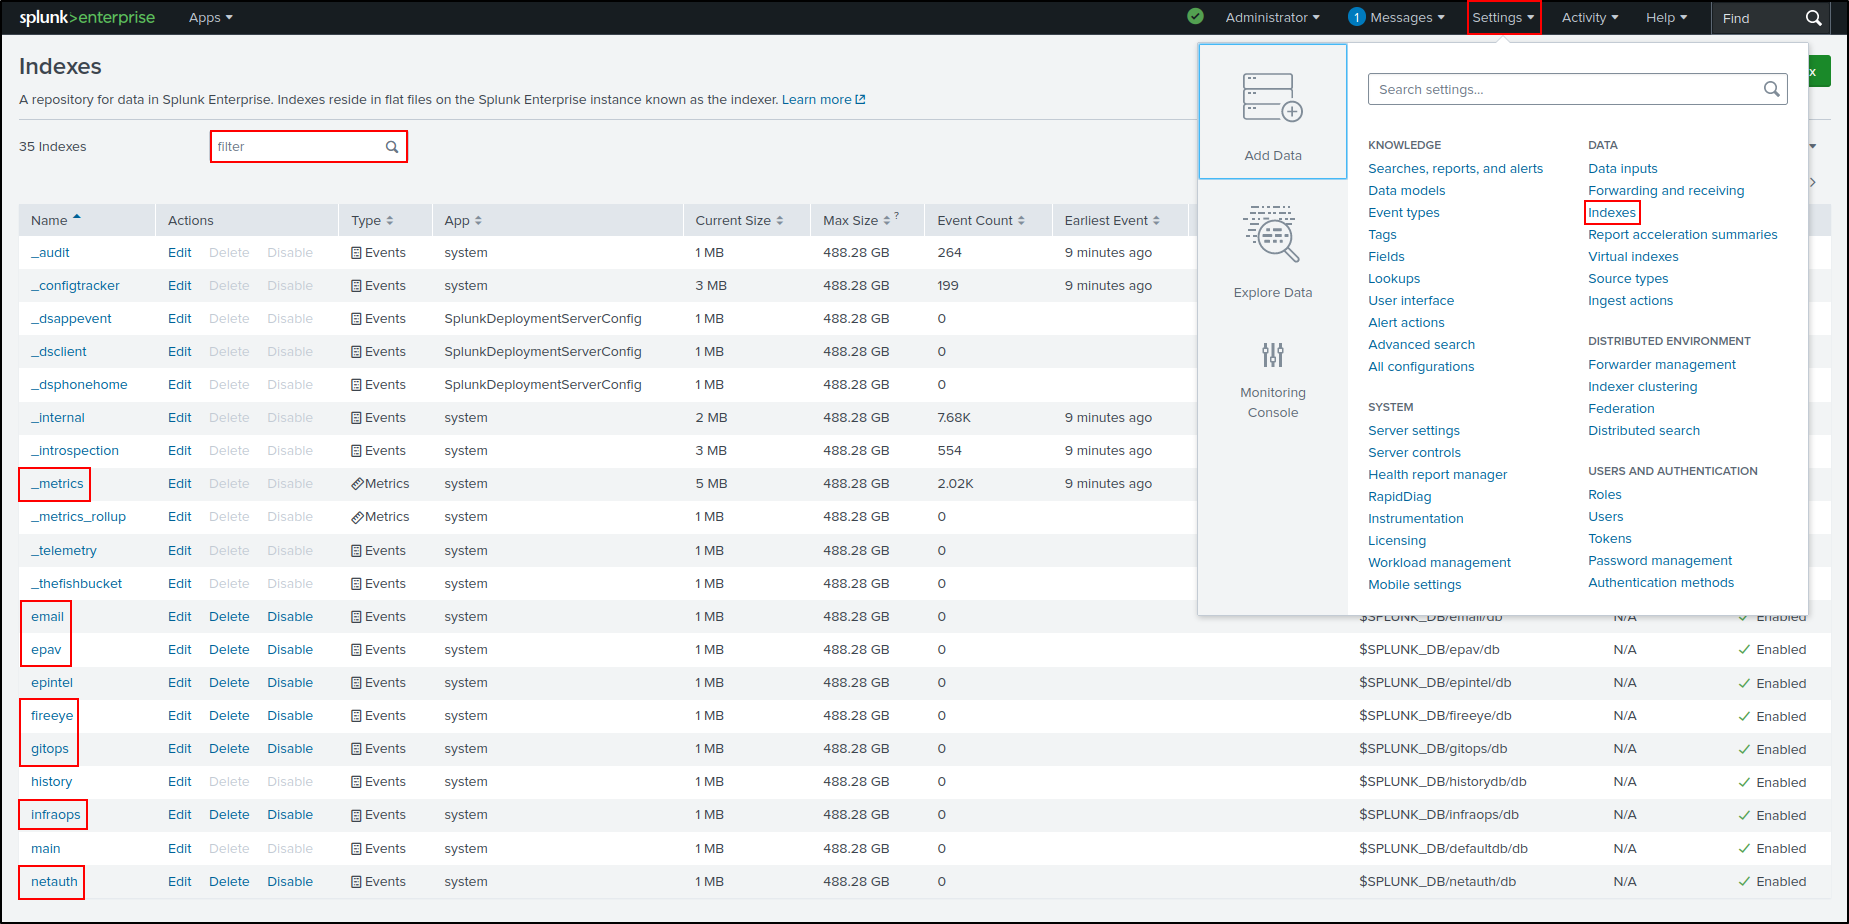 splunk>enterprise Apps Administrator 1 Messages Settings Activity Help Find
Indexes
A repository for data in Splunk Enterprise. Indexes reside in flat files on the Splunk Enterprise instance known as the indexer. Learn more
35 Indexes filter
Name Actions Type App Current Size Max Size ? Event Count Earliest Event
_audit Edit Delete Disable Events system 1 MB 488.28 GB 264 9 minutes ago
_configtracker Edit Delete Disable Events system 3 MB 488.28 GB 199 9 minutes ago
_dsappevent Edit Delete Disable Events SplunkDeploymentServerConfig 1 MB 488.28 GB 0
_dsclient Edit Delete Disable Events SplunkDeploymentServerConfig 1 MB 488.28 GB 0
_dsphonehome Edit Delete Disable Events SplunkDeploymentServerConfig 1 MB 488.28 GB 0
_internal Edit Delete Disable Events system 2 MB 488.28 GB 7.68K 9 minutes ago
_introspection Edit Delete Disable Events system 3 MB 488.28 GB 554 9 minutes ago
_metrics Edit Delete Disable Metrics system 5 MB 488.28 GB 2.02K 9 minutes ago
_metrics_rollup Edit Delete Disable Metrics system 1 MB 488.28 GB 0
_telemetry Edit Delete Disable Events system 1 MB 488.28 GB 0
_thefishbucket Edit Delete Disable Events system 1 MB 488.28 GB 0
email Edit Delete Disable Events system 1 MB 488.28 GB 0 $SPLUNK_DB/email/db N/A Enabled
epav Edit Delete Disable Events system 1 MB 488.28 GB 0 $SPLUNK_DB/epav/db N/A Enabled
epintel Edit Delete Disable Events system 1 MB 488.28 GB 0 $SPLUNK_DB/epintel/db N/A Enabled
fireeye Edit Delete Disable Events system 1 MB 488.28 GB 0 $SPLUNK_DB/fireeye/db N/A Enabled
gitops Edit Delete Disable Events system 1 MB 488.28 GB 0 $SPLUNK_DB/gitops/db N/A Enabled
history Edit Delete Disable Events system 1 MB 488.28 GB 0 $SPLUNK_DB/historydb/db N/A Enabled
infraops Edit Delete Disable Events system 1 MB 488.28 GB 0 $SPLUNK_DB/infraops/db N/A Enabled
main Edit Delete Disable Events system 1 MB 488.28 GB 0 $SPLUNK_DB/defaultdb/db N/A Enabled
netauth Edit Delete Disable Events system 1 MB 488.28 GB 0 $SPLUNK_DB/netauth/db N/A Enabled
Add Data
Explore Data
Monitoring
Console
Search settings...
KNOWLEDGE
Searches, reports, and alerts
Data models
Event types
Tags
Fields
Lookups
User interface
Alert actions
Advanced search
All configurations
SYSTEM
Server settings
Server controls
Health report manager
RapidDiag
Instrumentation
Licensing
Workload management
Mobile settings
DATA
Data inputs
Forwarding and receiving
Indexes
Report acceleration summaries
Virtual indexes
Source types
Ingest actions
DISTRIBUTED ENVIRONMENT
Forwarder management
Indexer clustering
Federation
Distributed search
USERS AND AUTHENTICATION
Roles
Users
Tokens
Password management
Authentication methods